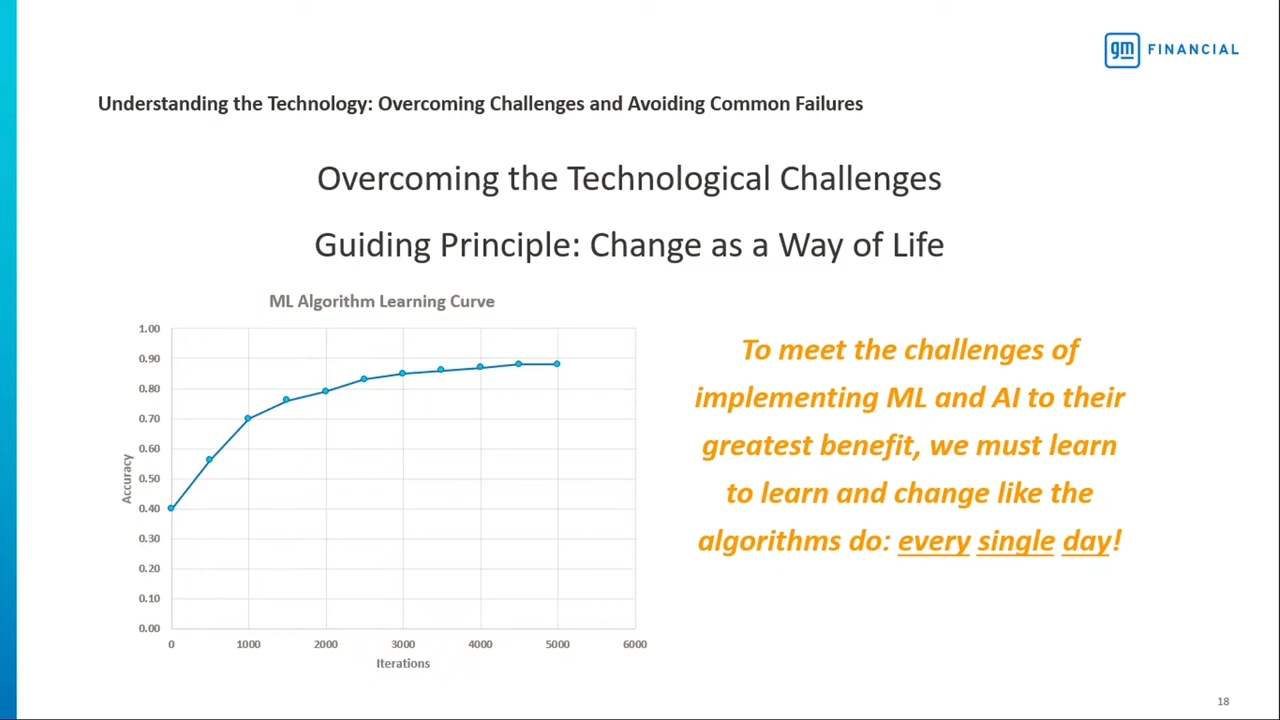 gm FINANCIAL
Understanding the Technology: Overcoming Challenges and Avoiding Common Failures
Overcoming the Technological Challenges
Guiding Principle: Change as a Way of Life
ML Algorithm Learning Curve
1.00
0.90
0.80
0.70
0.60
0.50
0.40
0.30
0.20
0.10
0.00
Accuracy
0 1000 2000 3000 4000 5000 6000
Iterations
To meet the challenges of
implementing ML and AI to their
greatest benefit, we must learn
to learn and change like the
algorithms do: every single day!
18